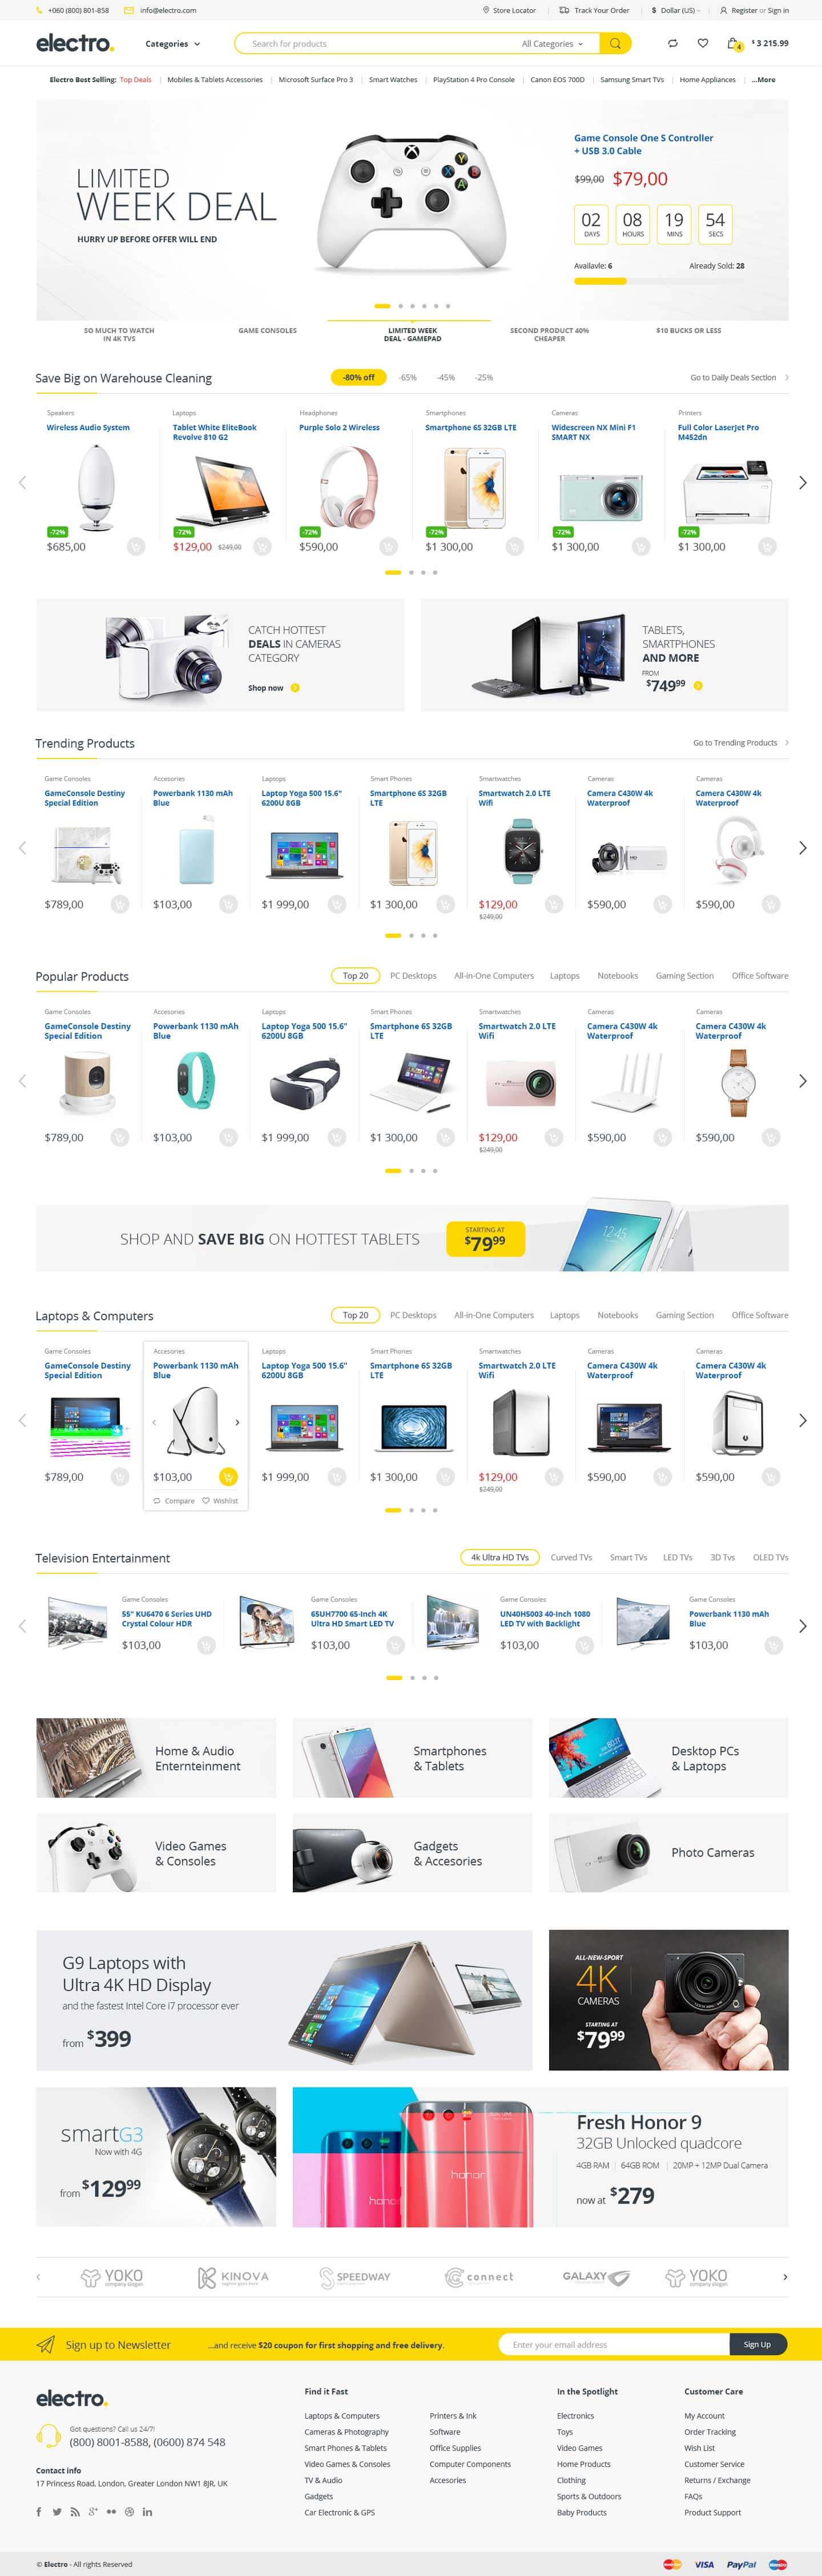 +060 (800) 801-858
info@electro.com
Store Locator
Track Your Order
$ Dollar (US)
Register or Sign in
electro.
Categories
Search for products
All Categories
4
$ 3 215.99
Electro Best Selling: Top Deals
Mobiles & Tablets Accessories
Microsoft Surface Pro 3
Smart Watches
PlayStation 4 Pro Console
Canon EOS 700D
Samsung Smart TVs
Home Appliances
...More
LIMITED
WEEK DEAL
HURRY UP BEFORE OFFER WILL END
Game Console One S Controller
+ USB 3.0 Cable
$99,00 $79,00
02 08 19 54
DAYS HOURS MINS SECS
Availavle: 6 Already Sold: 28
SO MUCH TO WATCH
IN 4K TVS
GAME CONSOLES
LIMITED WEEK
DEAL - GAMEPAD
SECOND PRODUCT 40%
CHEAPER
$10 BUCKS OR LESS
Save Big on Warehouse Cleaning
-80% off -65% -45% -25%
Go to Daily Deals Section
Speakers
Wireless Audio System
-72%
$685,00
Laptops
Tablet White EliteBook
Revolve 810 G2
-72%
$129,00 $249,00
Headphones
Purple Solo 2 Wireless
-72%
$590,00
Smartphones
Smartphone 6S 32GB LTE
-72%
$1 300,00
Cameras
Widescreen NX Mini F1
SMART NX
-72%
$1 300,00
Printers
Full Color LaserJet Pro
M452dn
-72%
$1 300,00
CATCH HOTTEST
DEALS IN CAMERAS
CATEGORY
Shop now
TABLETS,
SMARTPHONES
AND MORE
FROM
$749 99
Trending Products
Go to Trending Products
Game Consoles
GameConsole Destiny
Special Edition
$789,00
Accesories
Powerbank 1130 mAh
Blue
$103,00
Laptops
Laptop Yoga 500 15.6"
6200U 8GB
$1 999,00
Smart Phones
Smartphone 6S 32GB
LTE
$1 300,00
Smartwatches
Smartwatch 2.0 LTE
Wifi
$129,00
$249,00
Cameras
Camera C430W 4k
Waterproof
$590,00
Cameras
Camera C430W 4k
Waterproof
$590,00
Popular Products
Top 20 PC Desktops All-in-One Computers Laptops Notebooks Gaming Section Office Software
Game Consoles
GameConsole Destiny
Special Edition
$789,00
Accesories
Powerbank 1130 mAh
Blue
$103,00
Laptops
Laptop Yoga 500 15.6"
6200U 8GB
$1 999,00
Smart Phones
Smartphone 6S 32GB
LTE
$1 300,00
Smartwatches
Smartwatch 2.0 LTE
Wifi
$129,00
$249,00
Cameras
Camera C430W 4k
Waterproof
$590,00
Cameras
Camera C430W 4k
Waterproof
$590,00
SHOP AND SAVE BIG ON HOTTEST TABLETS
STARTING AT
$79 99
12:45
Laptops & Computers
Top 20 PC Desktops All-in-One Computers Laptops Notebooks Gaming Section Office Software
Game Consoles
GameConsole Destiny
Special Edition
$789,00
Accesories
Powerbank 1130 mAh
Blue
$103,00
Compare Wishlist
Laptops
Laptop Yoga 500 15.6"
6200U 8GB
$1 999,00
Smart Phones
Smartphone 6S 32GB
LTE
$1 300,00
Smartwatches
Smartwatch 2.0 LTE
Wifi
$129,00
$249,00
Cameras
Camera C430W 4k
Waterproof
$590,00
Cameras
Camera C430W 4k
Waterproof
$590,00
Television Entertainment
4k Ultra HD TVs Curved TVs Smart TVs LED TVs 3D Tvs OLED TVs
Game Consoles
55" KU6470 6 Series UHD
Crystal Colour HDR
$103,00
Game Consoles
65UH7700 65-Inch 4K
Ultra HD Smart LED TV
$103,00
Game Consoles
UN40H5003 40-Inch 1080
LED TV with Backlight
$103,00
Game Consoles
Powerbank 1130 mAh
Blue
$103,00
Home & Audio
Enternteinment
Smartphones
& Tablets
Desktop PCs
& Laptops
Video Games
& Consoles
Gadgets
& Accesories
Photo Cameras
G9 Laptops with
Ultra 4K HD Display
and the fastest Intel Core i7 processor ever
from $399
ALL-NEW-SPORT
4K
CAMERAS
STARTING AT
$79 99
smartG3
Now with 4G
from $129 99
honor
honor
Fresh Honor 9
32GB Unlocked quadcore
4GB RAM | 64GB ROM | 20MP + 12MP Dual Camera
now at $279
YOKO
company slogan
KINOVA
SPEEDWAY
connect
GALAXY
YOKO
company slogan
Sign up to Newsletter
...and receive $20 coupon for first shopping and free delivery.
Enter your email address
Sign Up
electro.
Got questions? Call us 24/7!
(800) 8001-8588, (0600) 874 548
Contact info
17 Princess Road, London, Greater London NW1 8JR, UK
Find it Fast
Laptops & Computers
Cameras & Photography
Smart Phones & Tablets
Video Games & Consoles
TV & Audio
Gadgets
Car Electronic & GPS
Printers & Ink
Software
Office Supplies
Computer Components
Accesories
In the Spotlight
Electronics
Toys
Video Games
Home Products
Clothing
Sports & Outdoors
Baby Products
Customer Care
My Account
Order Tracking
Wish List
Customer Service
Returns / Exchange
FAQs
Product Support
© Electro - All rights Reserved
VISA
PayPal